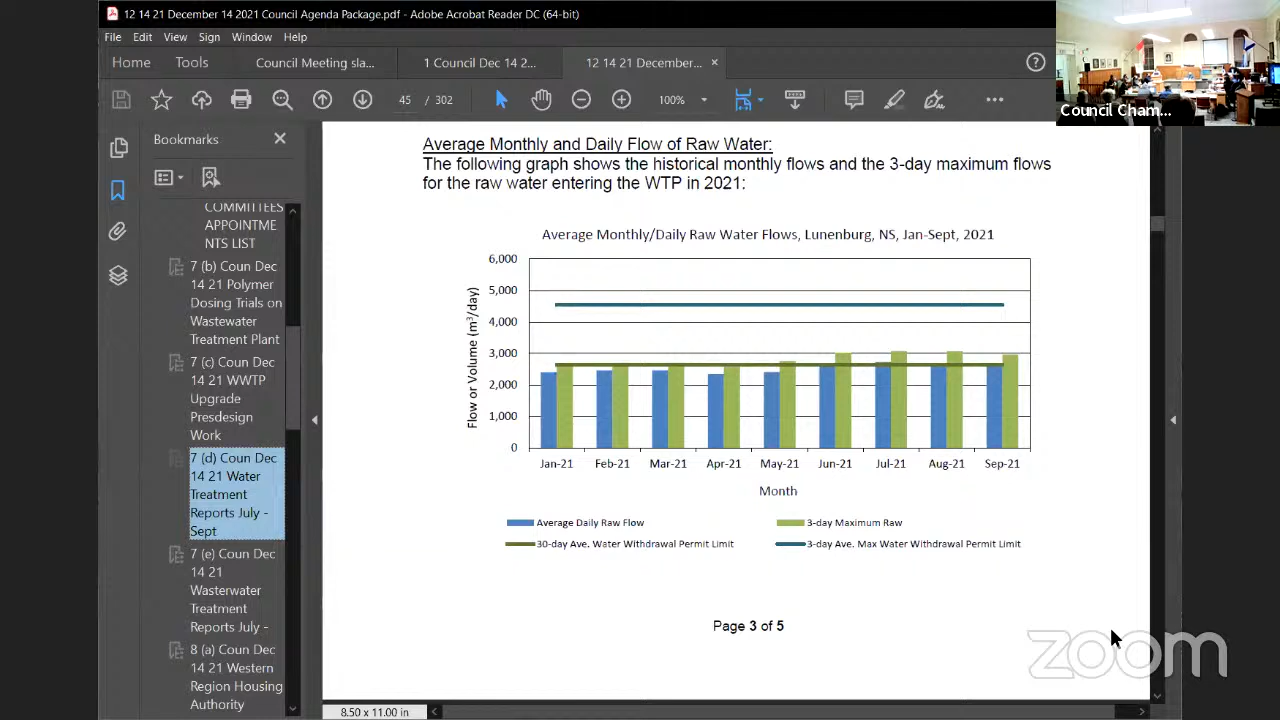 12 14 21 December 14 2021 Council Agenda Package.pdf - Adobe Acrobat Reader DC (64-bit)
File Edit View Sign Window Help
Home Tools Council Meeting sla... 1 Council Dec 14 2... 12 14 21 December... ×
45 / 302 100%
Council Cham...
Bookmarks
COMMITTEES
APPOINTME
NTS LIST
7 (b) Coun Dec
14 21 Polymer
Dosing Trials on
Wastewater
Treatment Plant
7 (c) Coun Dec
14 21 WWTP
Upgrade
Presdesign
Work
7 (d) Coun Dec
14 21 Water
Treatment
Reports July -
Sept
7 (e) Coun Dec
14 21
Wasterwater
Treatment
Reports July -
8 (a) Coun Dec
14 21 Western
Region Housing
Authority
Average Monthly and Daily Flow of Raw Water:
The following graph shows the historical monthly flows and the 3-day maximum flows
for the raw water entering the WTP in 2021:
Average Monthly/Daily Raw Water Flows, Lunenburg, NS, Jan-Sept, 2021
Flow or Volume (m³/day)
6,000
5,000
4,000
3,000
2,000
1,000
0
Jan-21 Feb-21 Mar-21 Apr-21 May-21 Jun-21 Jul-21 Aug-21 Sep-21
Month
Average Daily Raw Flow 3-day Maximum Raw
30-day Ave. Water Withdrawal Permit Limit 3-day Ave. Max Water Withdrawal Permit Limit
Page 3 of 5
zoom
8.50 x 11.00 in